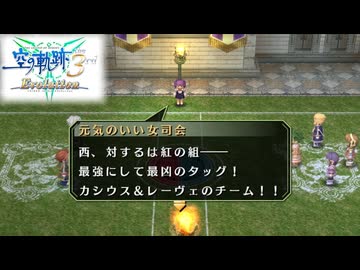 空の軌跡 3rd
Evolution
元気のいい女司会
西、対するは紅の組――
最強にして最凶のタッグ！
カシウス＆レーヴェのチーム！！